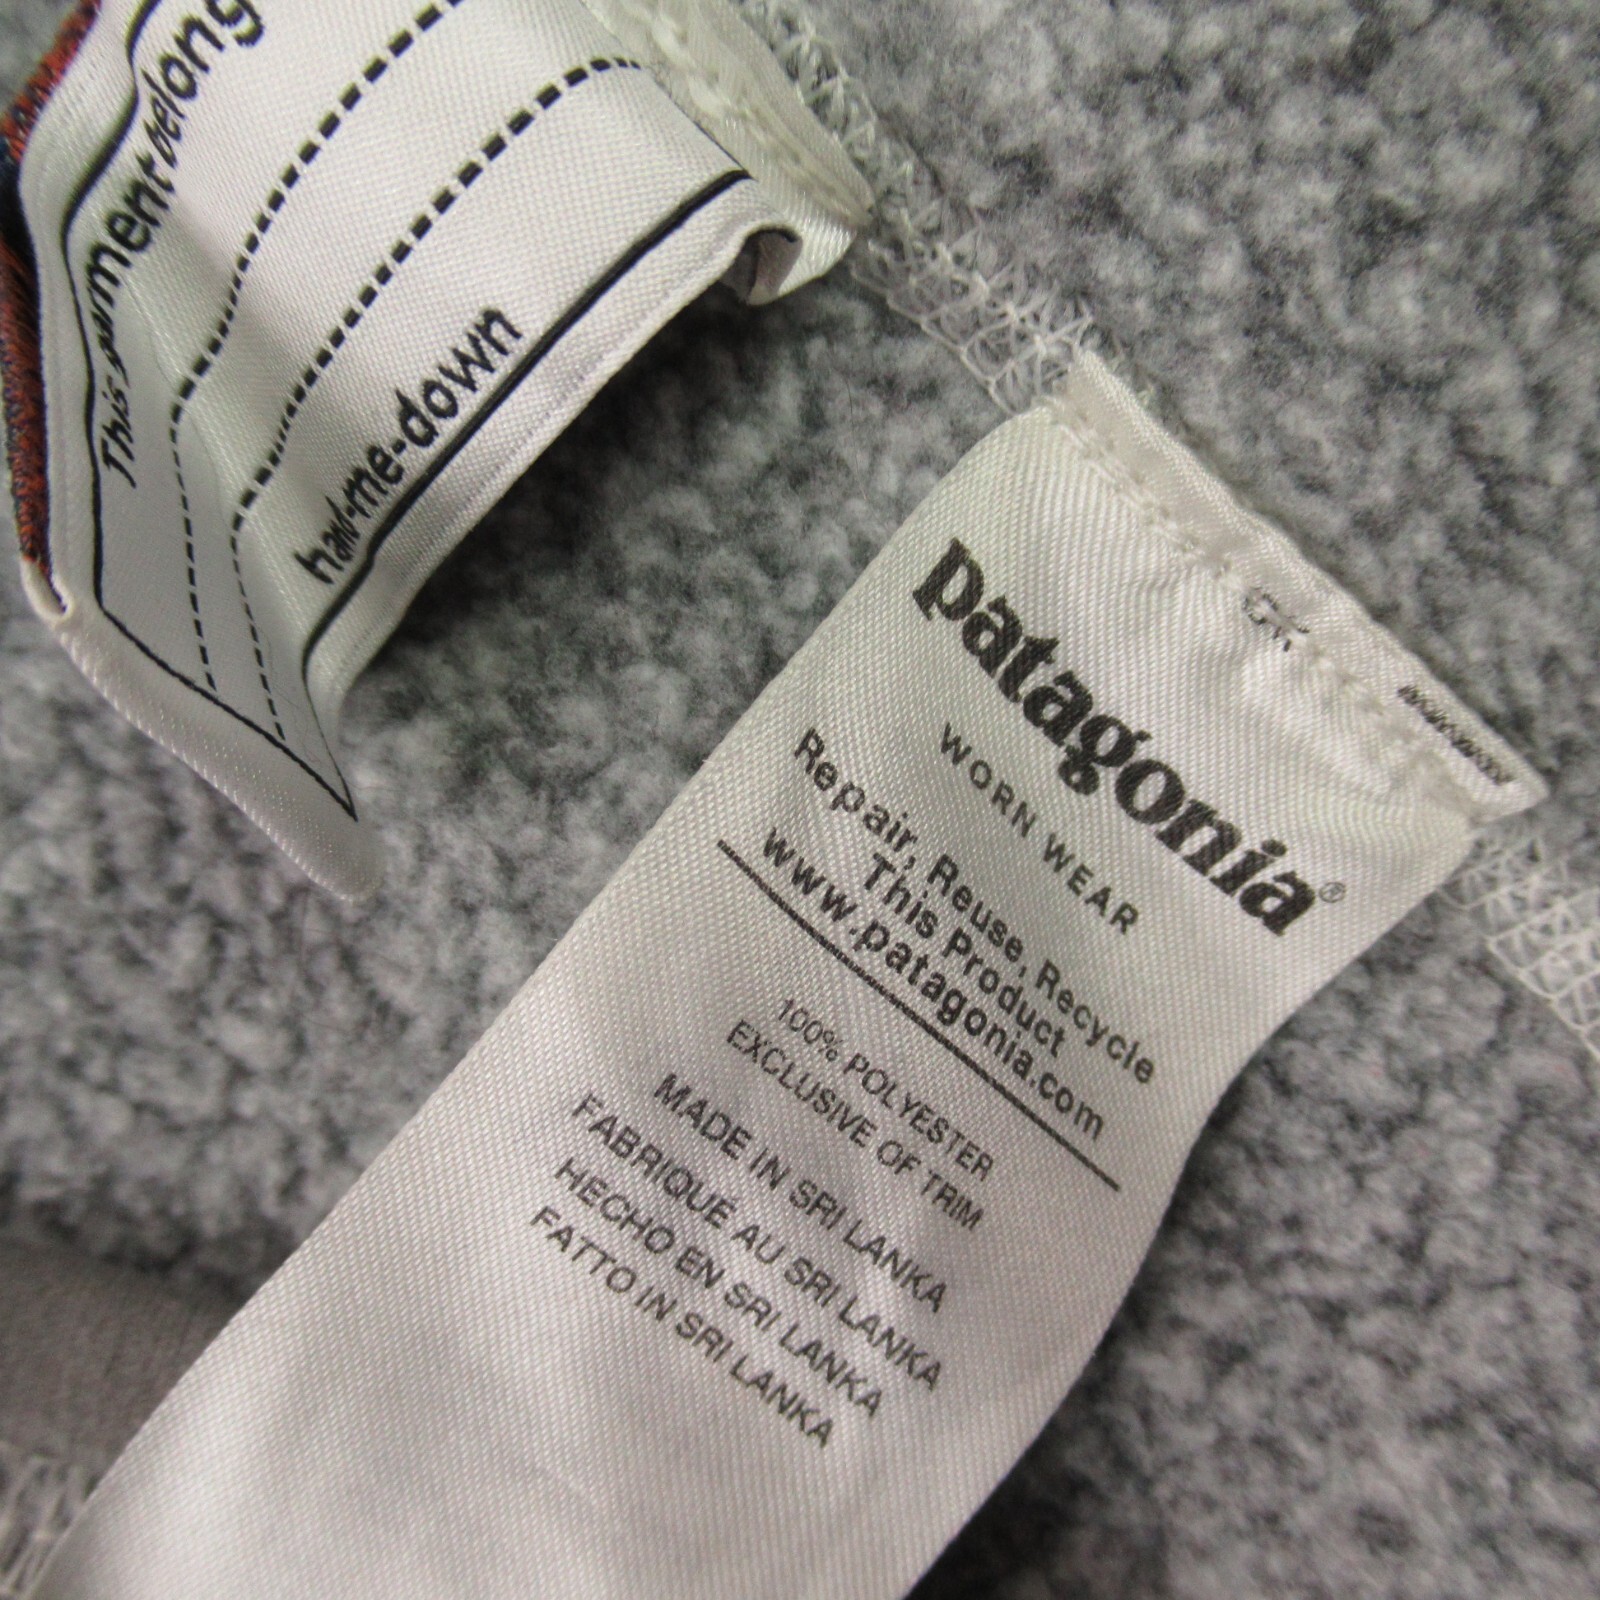 This garment belong
hand-me-down
patagonia®
WORN WEAR
Repair, Reuse, Recycle
This Product
www.patagonia.com
100% POLYESTER
EXCLUSIVE OF TRIM
MADE IN SRI LANKA
FABRIQUÉ AU SRI LANKA
HECHO EN SRI LANKA
FATTO IN SRI LANKA